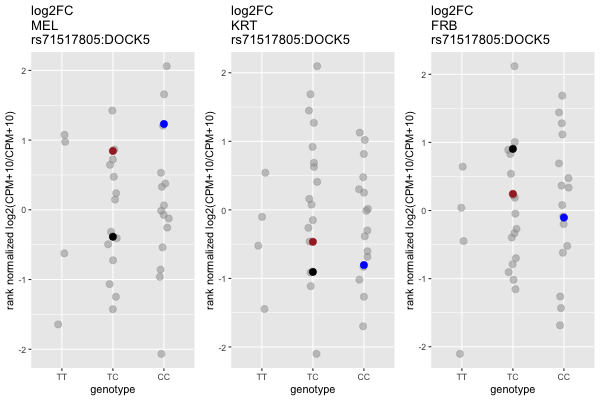 log2FC
MEL
rs71517805:DOCK5
rank normalized log2(CPM+10/CPM+10)
2
1
0
-1
-2
TT TC CC
genotype
log2FC
KRT
rs71517805:DOCK5
rank normalized log2(CPM+10/CPM+10)
2
1
0
-1
-2
TT TC CC
genotype
log2FC
FRB
rs71517805:DOCK5
rank normalized log2(CPM+10/CPM+10)
2
1
0
-1
-2
TT TC CC
genotype